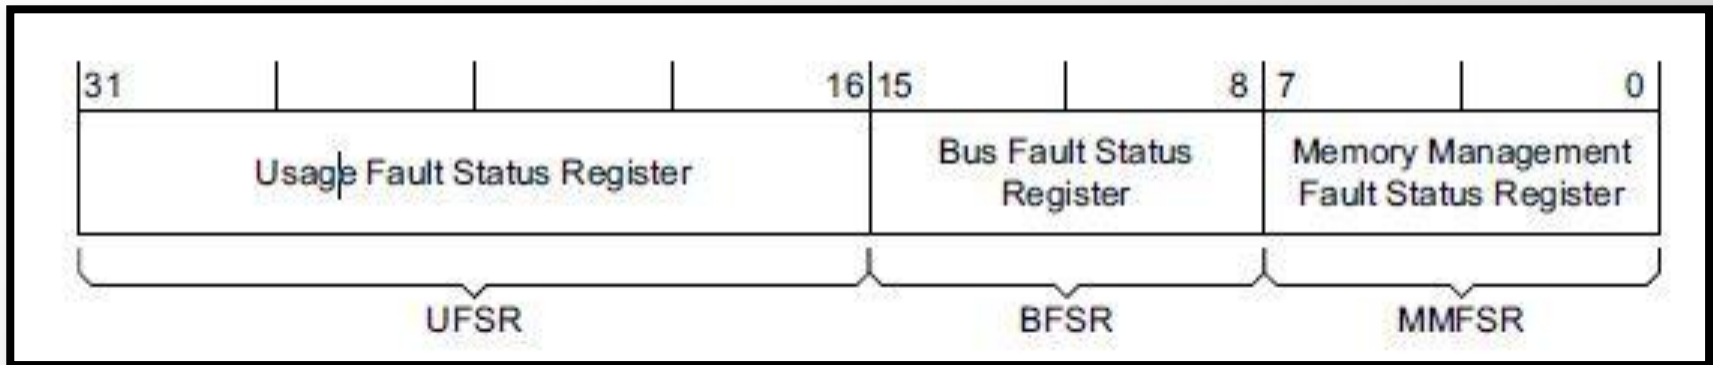 31 16 15 8 7 0
Usage Fault Status Register
Bus Fault Status
Register
Memory Management
Fault Status Register
UFSR BFSR MMFSR